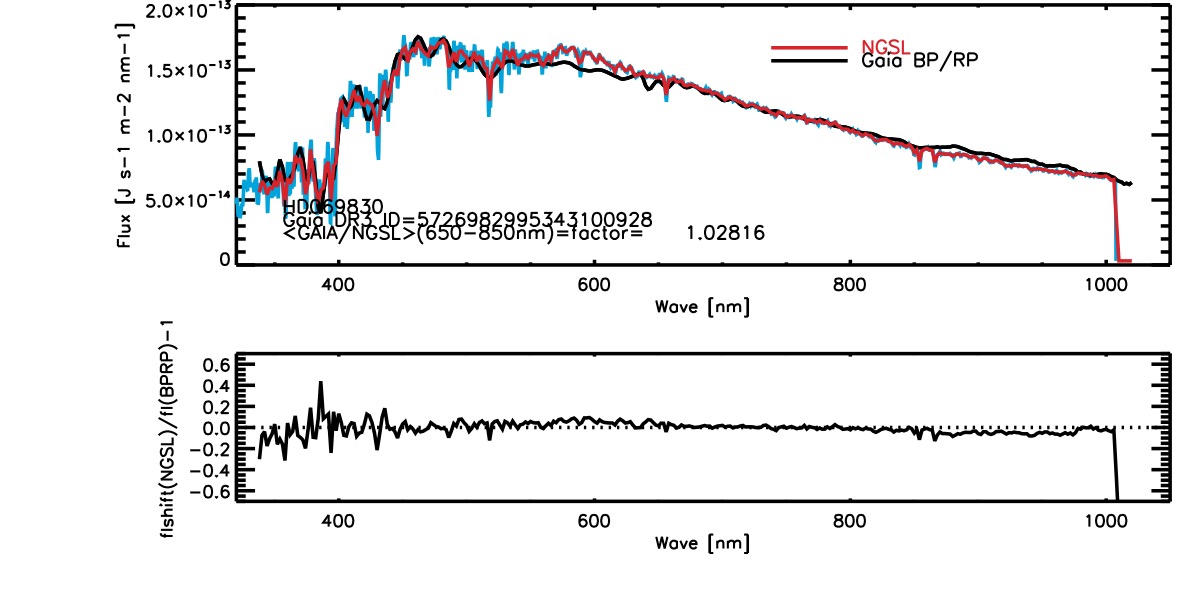 2.0×10−13
1.5×10−13
1.0×10−13
5.0×10−14
0
Flux [J s−1 m−2 nm−1]
NGSL
Gaia BP/RP
HD069830
Gaia DR3 ID=5726982995343100928
<GAIA/NGSL>(650−850nm)=factor= 1.02816
400 600 800 1000
Wave [nm]
flshift(NGSL)/fl(BPRP)−1
0.6
0.4
0.2
0.0
−0.2
−0.4
−0.6
400 600 800 1000
Wave [nm]